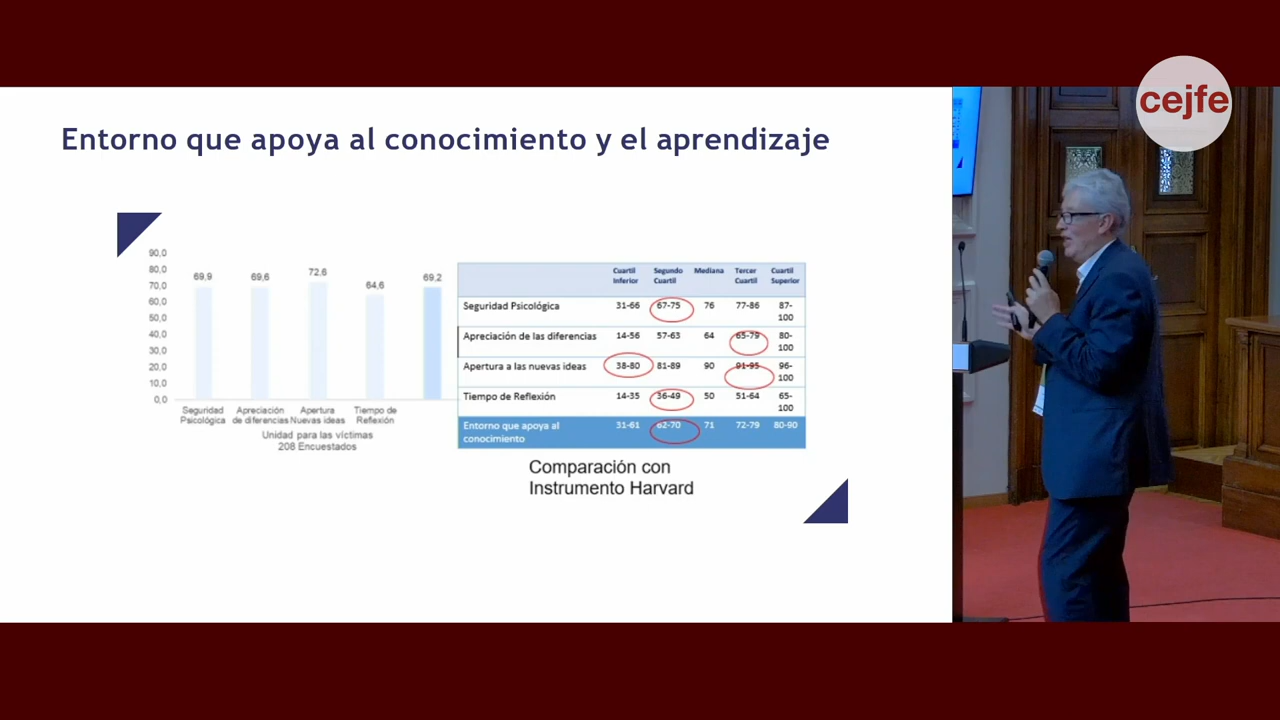 cejfe
Entorno que apoya al conocimiento y el aprendizaje
90,0
80,0
70,0
60,0
50,0
40,0
30,0
20,0
10,0
0,0
69,9
69,6
72,6
64,6
69,2
Seguridad Psicológica
Apreciación de diferencias
Apertura Nuevas ideas
Tiempo de Reflexión
Unidad para las víctimas
208 Encuestados
Cuartil Inferior Segundo Cuartil Mediana Tercer Cuartil Cuartil Superior
Seguridad Psicológica 31-66 67-75 76 77-86 87-100
Apreciación de las diferencias 14-56 57-63 64 65-79 80-100
Apertura a las nuevas ideas 38-80 81-89 90 91-95 96-100
Tiempo de Reflexión 14-35 36-49 50 51-64 65-100
Entorno que apoya al conocimiento 31-61 62-70 71 72-79 80-90
Comparación con
Instrumento Harvard